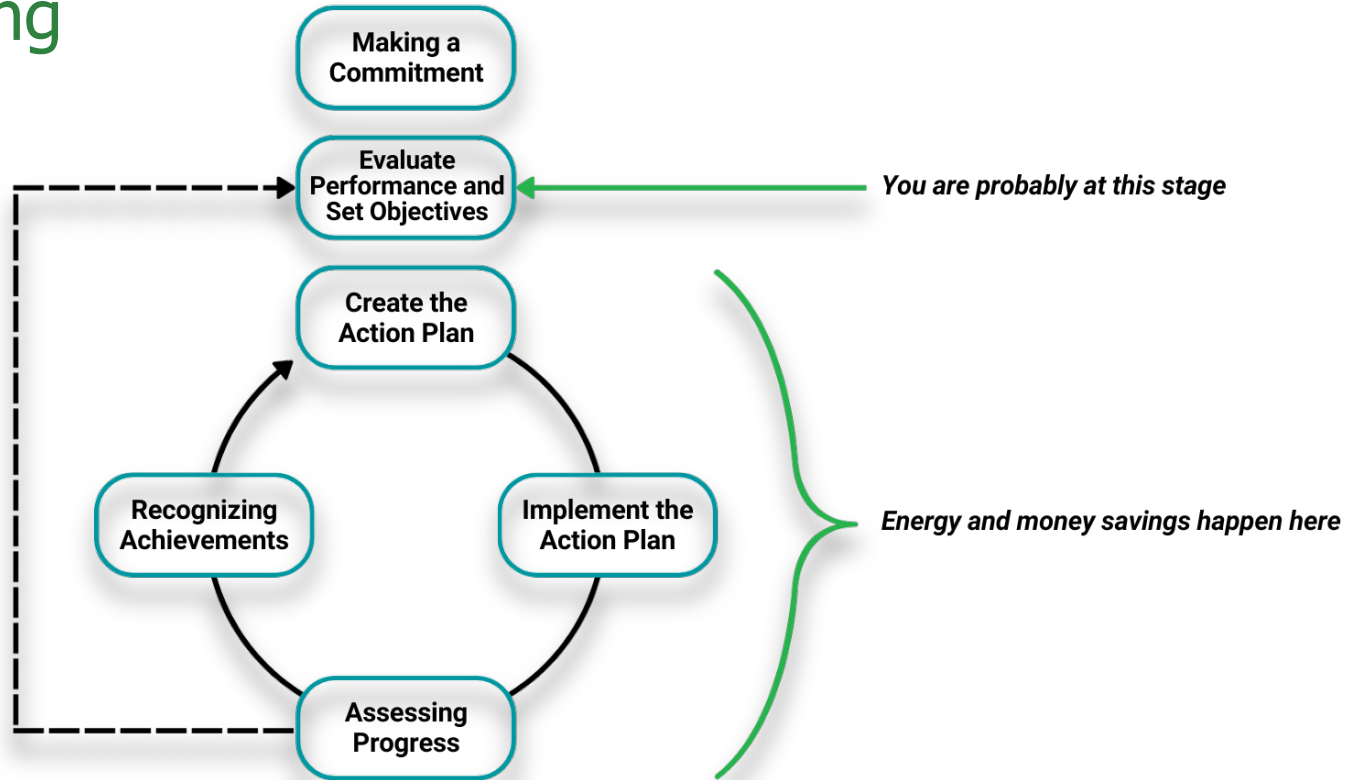 ng
Making a
Commitment
Evaluate
Performance and
Set Objectives
You are probably at this stage
Create the
Action Plan
Recognizing
Achievements
Implement the
Action Plan
Energy and money savings happen here
Assessing
Progress